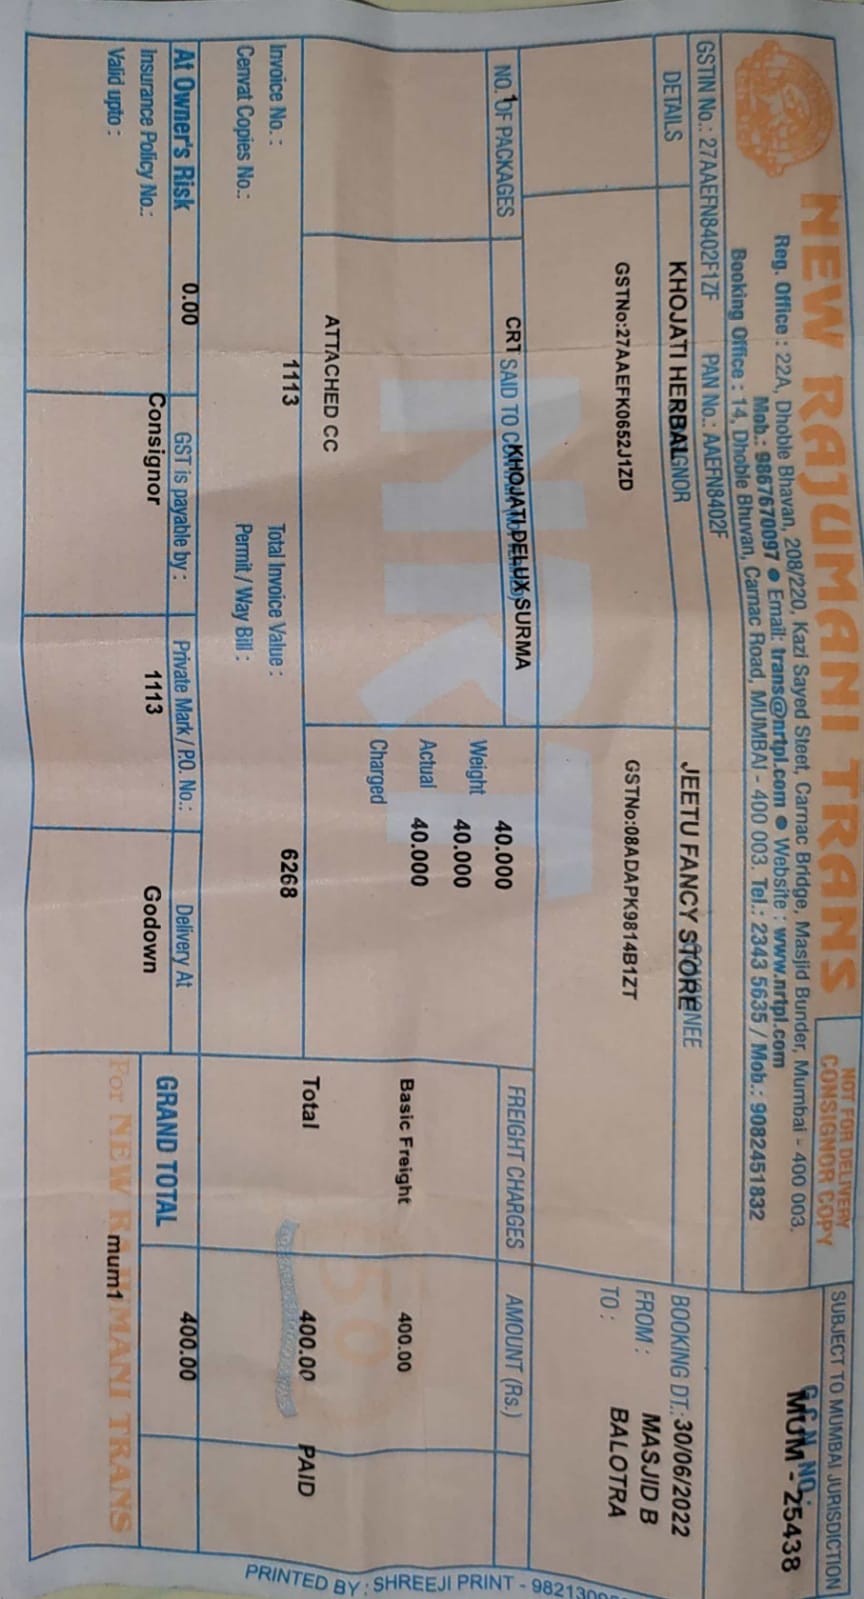 SUBJECT TO MUMBAI JURISDICTION
NOT FOR DELIVERY
CONSIGNOR COPY
NEW RAJUMANI TRANS
G.C.N. NO.:
MUM - 25438
Reg. Office : 22A, Dhoble Bhavan, 208/220, Kazi Sayed Steet, Carnac Bridge, Masjid Bunder, Mumbai - 400 003.
Mob.: 9867670097 ● Email: trans@nrtpl.com ● Website : www.nrtpl.com
Booking Office : 14, Dhoble Bhuvan, Carnac Road, MUMBAI - 400 003. Tel.: 2343 5635 / Mob.: 9082451832
GSTIN No.: 27AAEFN8402F1ZF PAN No.: AAEFN8402F
DETAILS
KHOJATI HERBAL
JEETU FANCY STORE
BOOKING DT.: 30/06/2022
FROM : MASJID B
TO : BALOTRA
GSTNo:27AAEFK0652J1ZD
GSTNo:08ADAPK9814B1ZT
NRT
NO. OF PACKAGES
1
CRT SAID TO
KHOJATI DELUX SURMA
Weight 40.000
Actual 40.000
Charged 40.000
FREIGHT CHARGES AMOUNT (Rs.)
Basic Freight 400.00
ATTACHED CC
Total 400.00 PAID
Invoice No. : 1113 Total Invoice Value : 6268
Cenvat Copies No.: Permit / Way Bill :
At Owner's Risk 0.00
GST is payable by : Consignor
Private Mark / P.O. No.: 1113
Delivery At Godown
GRAND TOTAL 400.00
Insurance Policy No.:
Valid upto :
For NEW RAJUMANI TRANS
mum1
PRINTED BY : SHREEJI PRINT -